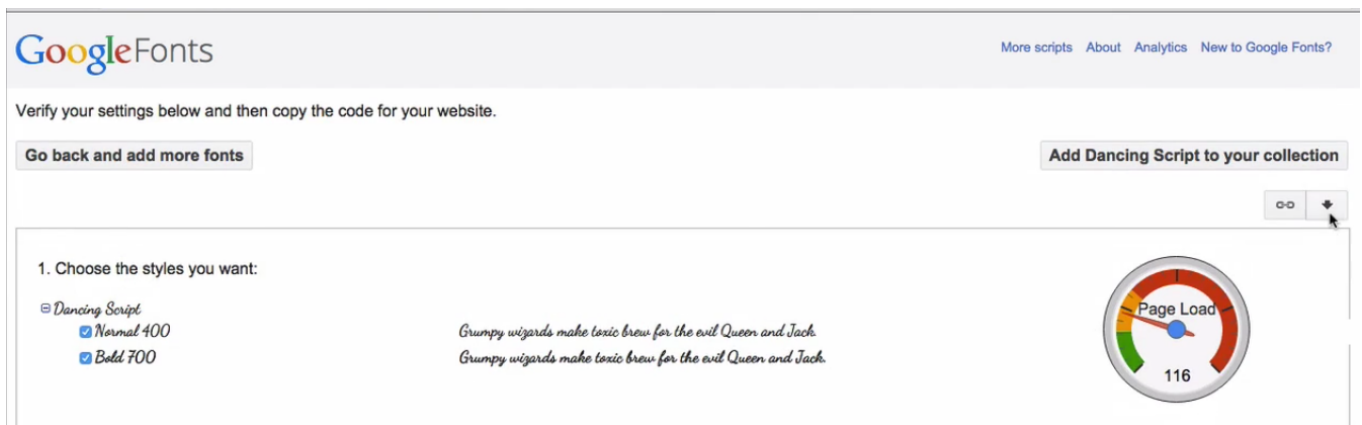 GoogleFonts
More scripts About Analytics New to Google Fonts?
Verify your settings below and then copy the code for your website.
Go back and add more fonts
Add Dancing Script to your collection
1. Choose the styles you want:
Dancing Script
Normal 400
Grumpy wizards make toxic brew for the evil Queen and Jack.
Bold 700
Grumpy wizards make toxic brew for the evil Queen and Jack.
Page Load
116